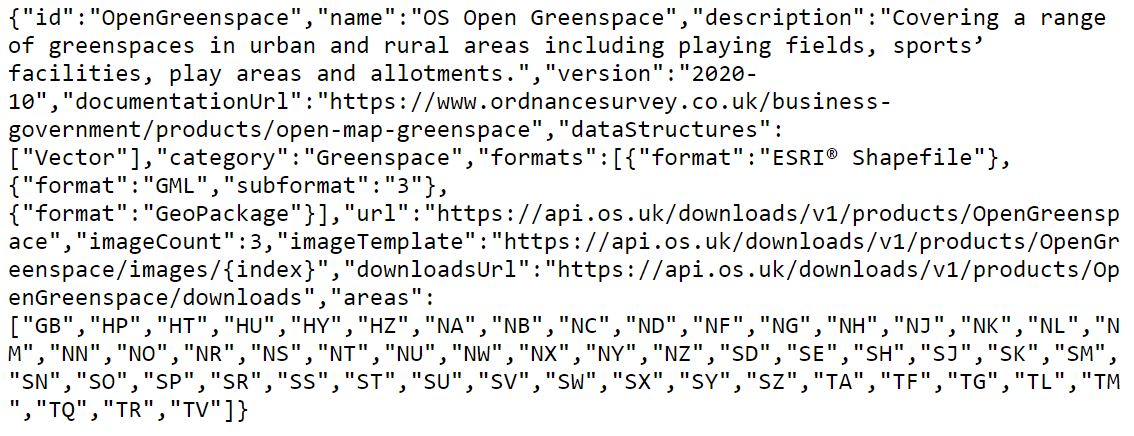 {"id":"OpenGreenspace","name":"OS Open Greenspace","description":"Covering a range
of greenspaces in urban and rural areas including playing fields, sports’
facilities, play areas and allotments.","version":"2020-
10","documentationUrl":"https://www.ordnancesurvey.co.uk/business-
government/products/open-map-greenspace","dataStructures":
["Vector"],"category":"Greenspace","formats":[{"format":"ESRI® Shapefile"},
{"format":"GML","subformat":"3"},
{"format":"GeoPackage"}],"url":"https://api.os.uk/downloads/v1/products/OpenGreensp
ace","imageCount":3,"imageTemplate":"https://api.os.uk/downloads/v1/products/OpenGr
eenspace/images/{index}","downloadsUrl":"https://api.os.uk/downloads/v1/products/Op
enGreenspace/downloads","areas":
["GB","HP","HT","HU","HY","HZ","NA","NB","NC","ND","NF","NG","NH","NJ","NK","NL","N
M","NN","NO","NR","NS","NT","NU","NW","NX","NY","NZ","SD","SE","SH","SJ","SK","SM",
"SN","SO","SP","SR","SS","ST","SU","SV","SW","SX","SY","SZ","TA","TF","TG","TL","TM
","TQ","TR","TV"]}